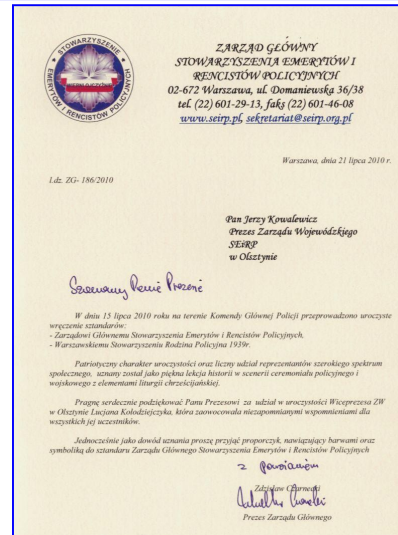 STOWARZYSZENIE
EMERYTÓW I RENCISTÓW POLICYJNYCH
ZARZĄD GŁÓWNY
STOWARZYSZENIA EMERYTÓW I
RENCISTÓW POLICYJNYCH
02-672 Warszawa, ul. Domaniewska 36/38
tel. (22) 601-29-13, faks (22) 601-46-08
www.seirp.pl, sekretariat@seirp.org.pl
Warszawa, dnia 21 lipca 2010 r.
Ldz. ZG- 186/2010
Pan Jerzy Kowalewicz
Prezes Zarządu Wojewódzkiego
SEiRP
w Olsztynie
Szanowny Panie Prezesie
W dniu 15 lipca 2010 roku na terenie Komendy Głównej Policji przeprowadzono uroczyste
wręczenie sztandarów:
- Zarządowi Głównemu Stowarzyszenia Emerytów i Rencistów Policyjnych,
- Warszawskiemu Stowarzyszeniu Rodzina Policyjna 1939r.
Patriotyczny charakter uroczystości oraz liczny udział reprezentantów szerokiego spektrum
społecznego, uznany został jako piękna lekcja historii w scenerii ceremoniału policyjnego i
wojskowego z elementami liturgii chrześcijańskiej.
Pragnę serdecznie podziękować Panu Prezesowi za udział w uroczystości Wiceprezesa ZW
w Olsztynie Lucjana Kołodziejczyka, która zaowocowała niezapomnianymi wspomnieniami dla
wszystkich jej uczestników.
Jednocześnie jako dowód uznania proszę przyjąć proporczyk, nawiązujący barwami oraz
symboliką do sztandaru Zarządu Głównego Stowarzyszenia Emerytów i Rencistów Policyjnych
z poważaniem
Zdzisław Czarnecki
Prezes Zarządu Głównego